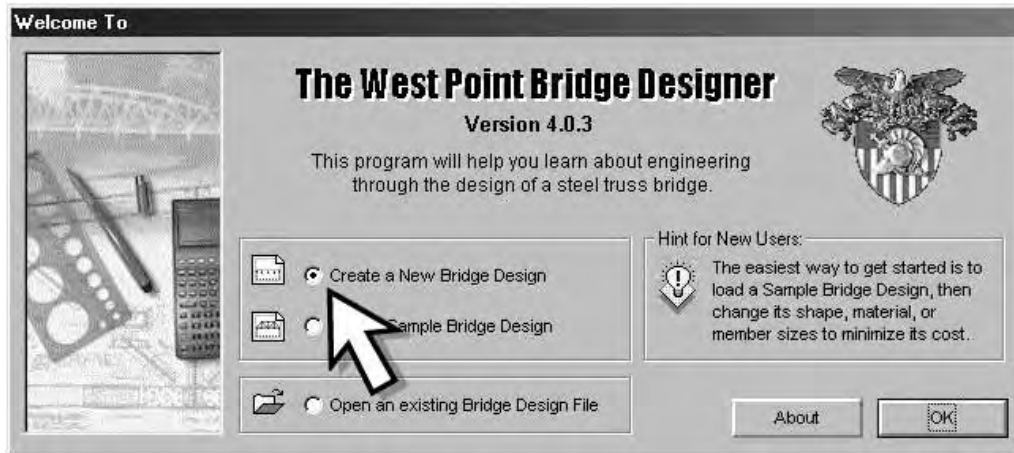 Welcome To
The West Point Bridge Designer
Version 4.0.3
This program will help you learn about engineering
through the design of a steel truss bridge.
Create a New Bridge Design
Sample Bridge Design
Open an existing Bridge Design File
Hint for New Users:
The easiest way to get started is to
load a Sample Bridge Design, then
change its shape, material, or
member sizes to minimize its cost.
About
OK